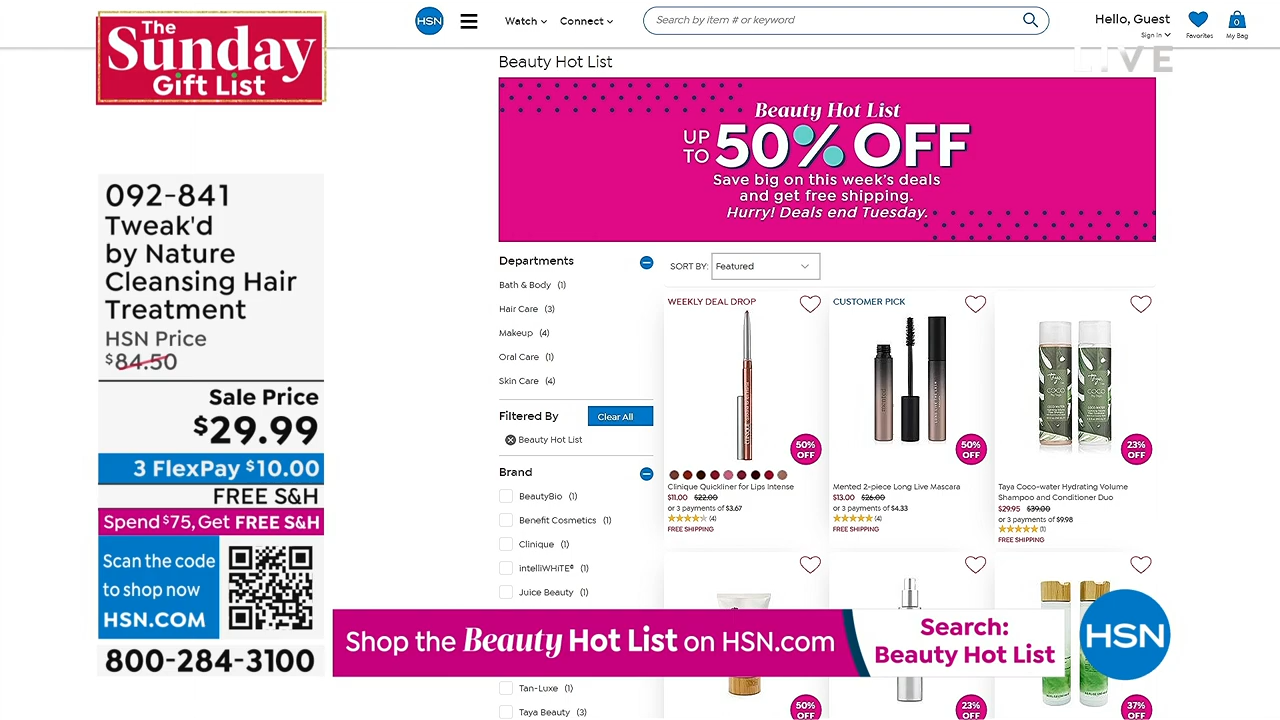 The
Sunday
Gift List
092-841
Tweak'd
by Nature
Cleansing Hair
Treatment
HSN Price
$84.50
Sale Price
$29.99
3 FlexPay $10.00
FREE S&H
Spend $75, Get FREE S&H
Scan the code
to shop now
HSN.COM
800-284-3100
HSN
Watch
Connect
Search by item # or keyword
Hello, Guest
Sign In
Favorites
0
My Bag
LIVE
Beauty Hot List
Beauty Hot List
UP TO 50% OFF
Save big on this week's deals
and get free shipping.
Hurry! Deals end Tuesday.
Departments
Bath & Body (1)
Hair Care (3)
Makeup (4)
Oral Care (1)
Skin Care (4)
Filtered By
Clear All
Beauty Hot List
Brand
BeautyBio (1)
Benefit Cosmetics (1)
Clinique (1)
intelliWHiTE® (1)
Juice Beauty (1)
Tan-Luxe (1)
Taya Beauty (3)
SORT BY: Featured
WEEKLY DEAL DROP
50%
OFF
Clinique Quickliner for Lips Intense
$11.00 $22.00
or 3 payments of $3.67
(4)
FREE SHIPPING
CUSTOMER PICK
50%
OFF
Mented 2-piece Long Live Mascara
$13.00 $26.00
or 3 payments of $4.33
(4)
FREE SHIPPING
COCO
23%
OFF
Taya Coco-water Hydrating Volume
Shampoo and Conditioner Duo
$29.95 $39.00
or 3 payments of $9.98
(1)
FREE SHIPPING
50%
OFF
23%
OFF
37%
OFF
Shop the Beauty Hot List on HSN.com
Search:
Beauty Hot List
HSN